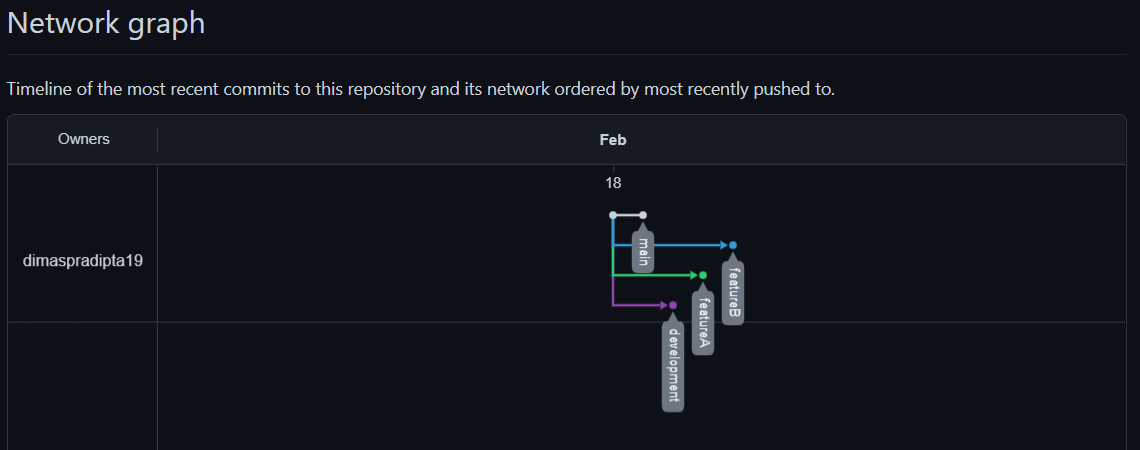 Network graph
Timeline of the most recent commits to this repository and its network ordered by most recently pushed to.
Owners
Feb
18
dimaspradipta19
main
featureB
featureA
development